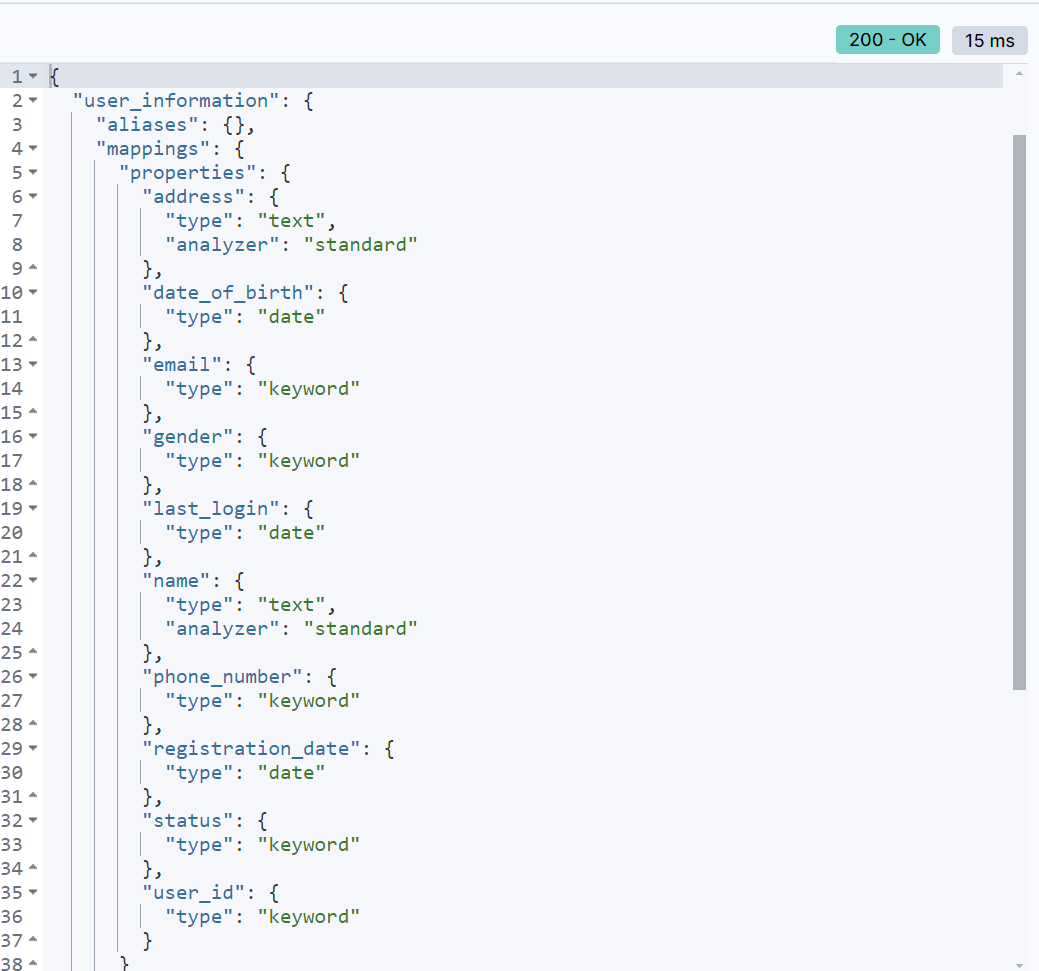 200 - OK 15 ms
1 {
2 "user_information": {
3 "aliases": {},
4 "mappings": {
5 "properties": {
6 "address": {
7 "type": "text",
8 "analyzer": "standard"
9 },
10 "date_of_birth": {
11 "type": "date"
12 },
13 "email": {
14 "type": "keyword"
15 },
16 "gender": {
17 "type": "keyword"
18 },
19 "last_login": {
20 "type": "date"
21 },
22 "name": {
23 "type": "text",
24 "analyzer": "standard"
25 },
26 "phone_number": {
27 "type": "keyword"
28 },
29 "registration_date": {
30 "type": "date"
31 },
32 "status": {
33 "type": "keyword"
34 },
35 "user_id": {
36 "type": "keyword"
37 }
38 }